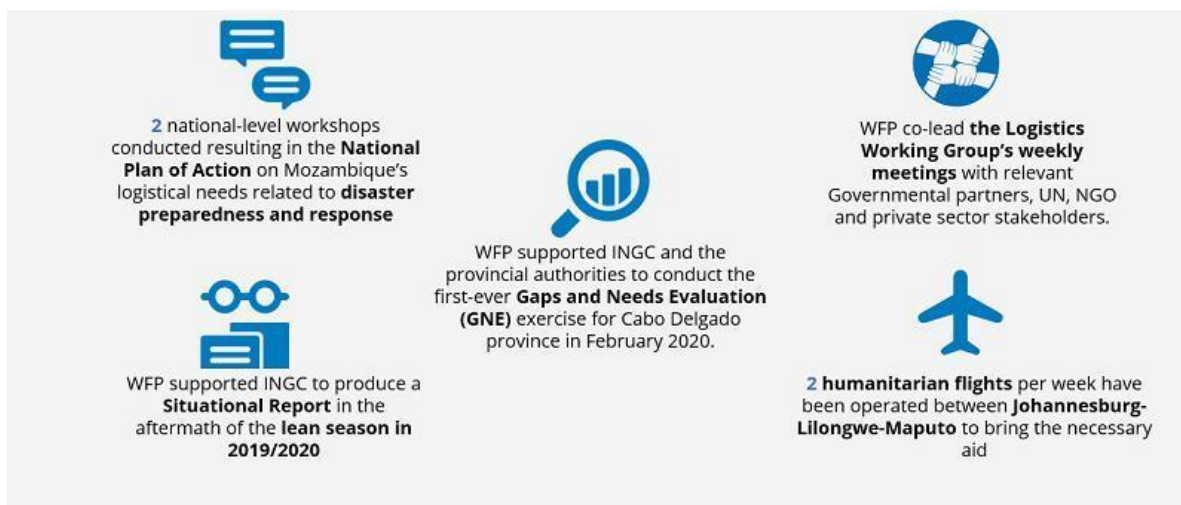 2 national-level workshops
conducted resulting in the National
Plan of Action on Mozambique's
logistical needs related to disaster
preparedness and response
WFP supported INGC to produce a
Situational Report in the
aftermath of the lean season in
2019/2020
WFP supported INGC and the
provincial authorities to conduct the
first-ever Gaps and Needs Evaluation
(GNE) exercise for Cabo Delgado
province in February 2020.
WFP co-lead the Logistics
Working Group's weekly
meetings with relevant
Governmental partners, UN, NGO
and private sector stakeholders.
2 humanitarian flights per week have
been operated between Johannesburg-
Lilongwe-Maputo to bring the necessary
aid